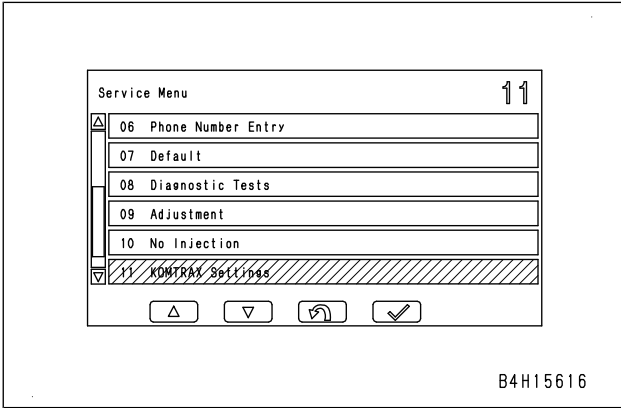 Service Menu 11
06 Phone Number Entry
07 Default
08 Diagnostic Tests
09 Adjustment
10 No Injection
11 KOMTRAX Settings
B4H15616